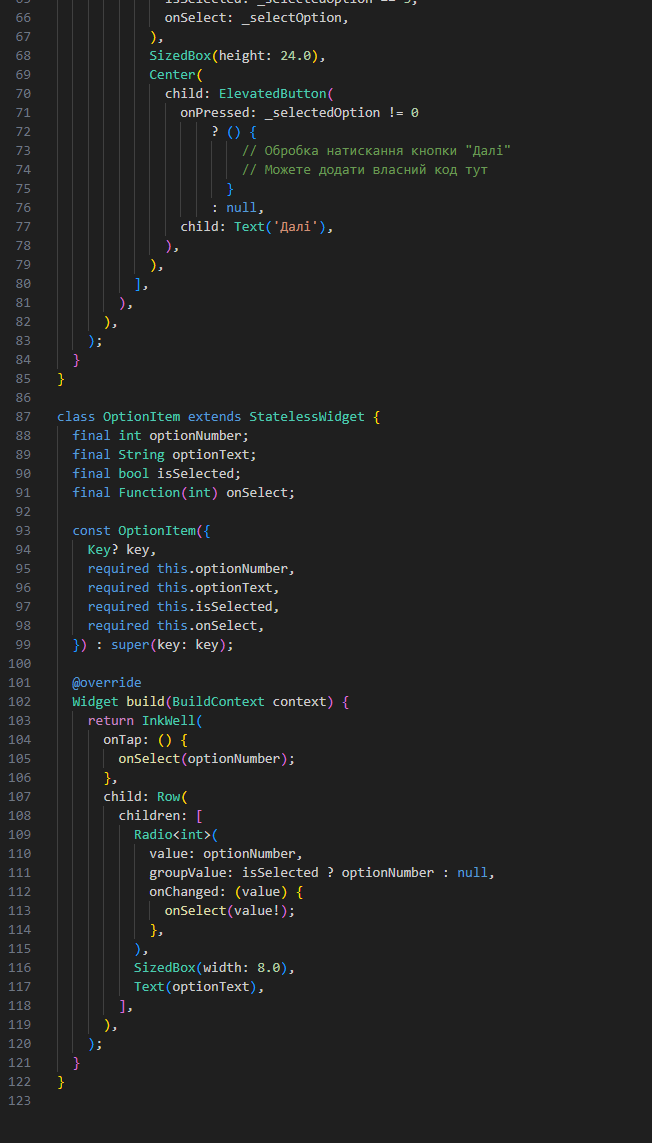 65 isSelected: _selectedOption == 3,
66 onSelect: _selectOption,
67 ),
68 SizedBox(height: 24.0),
69 Center(
70 child: ElevatedButton(
71 onPressed: _selectedOption != 0
72 ? () {
73 // Обробка натискання кнопки "Далі"
74 // Можете додати власний код тут
75 }
76 : null,
77 child: Text('Далі'),
78 ),
79 ),
80 ],
81 ),
82 ),
83 );
84 }
85 }
86
87 class OptionItem extends StatelessWidget {
88 final int optionNumber;
89 final String optionText;
90 final bool isSelected;
91 final Function(int) onSelect;
92
93 const OptionItem({
94 Key? key,
95 required this.optionNumber,
96 required this.optionText,
97 required this.isSelected,
98 required this.onSelect,
99 }) : super(key: key);
100
101 @override
102 Widget build(BuildContext context) {
103 return InkWell(
104 onTap: () {
105 onSelect(optionNumber);
106 },
107 child: Row(
108 children: [
109 Radio<int>(
110 value: optionNumber,
111 groupValue: isSelected ? optionNumber : null,
112 onChanged: (value) {
113 onSelect(value!);
114 },
115 ),
116 SizedBox(width: 8.0),
117 Text(optionText),
118 ],
119 ),
120 );
121 }
122 }
123